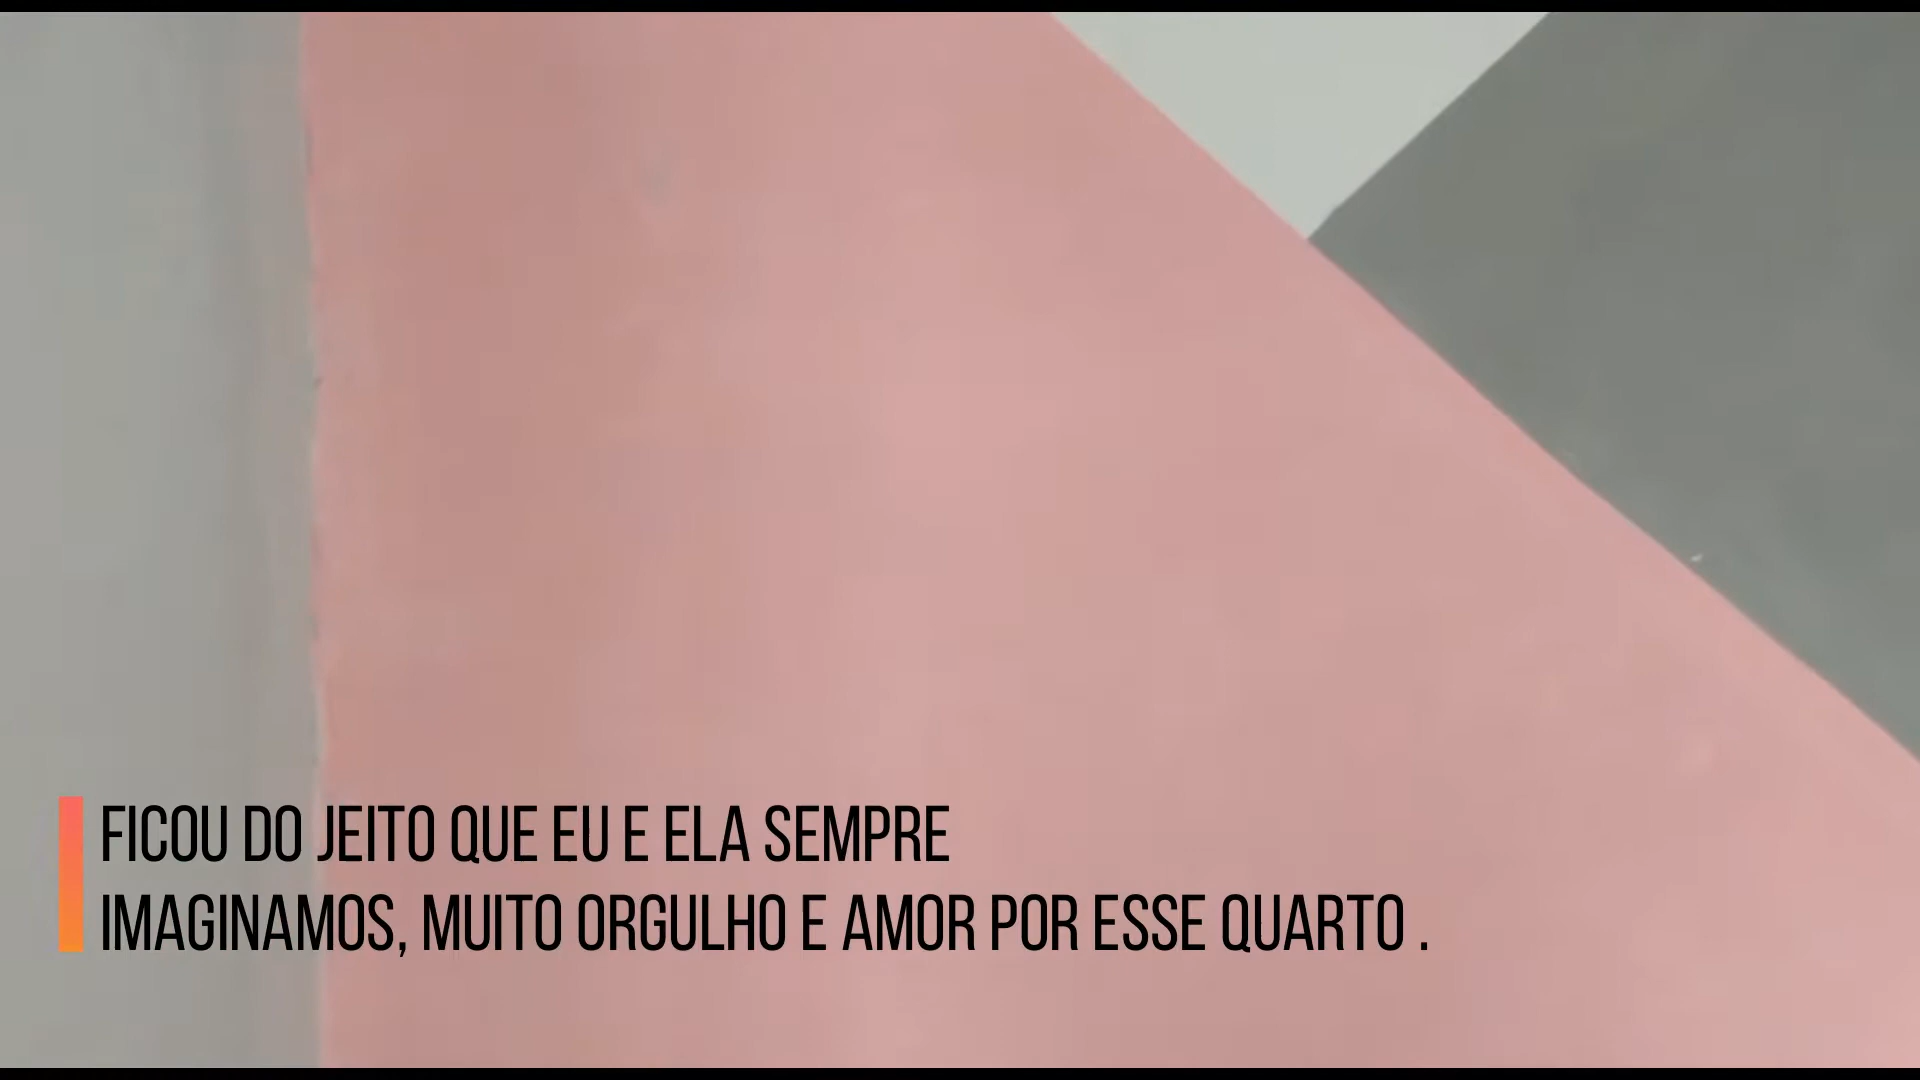 FICOU DO JEITO QUE EU E ELA SEMPRE
IMAGINAMOS, MUITO ORGULHO E AMOR POR ESSE QUARTO .